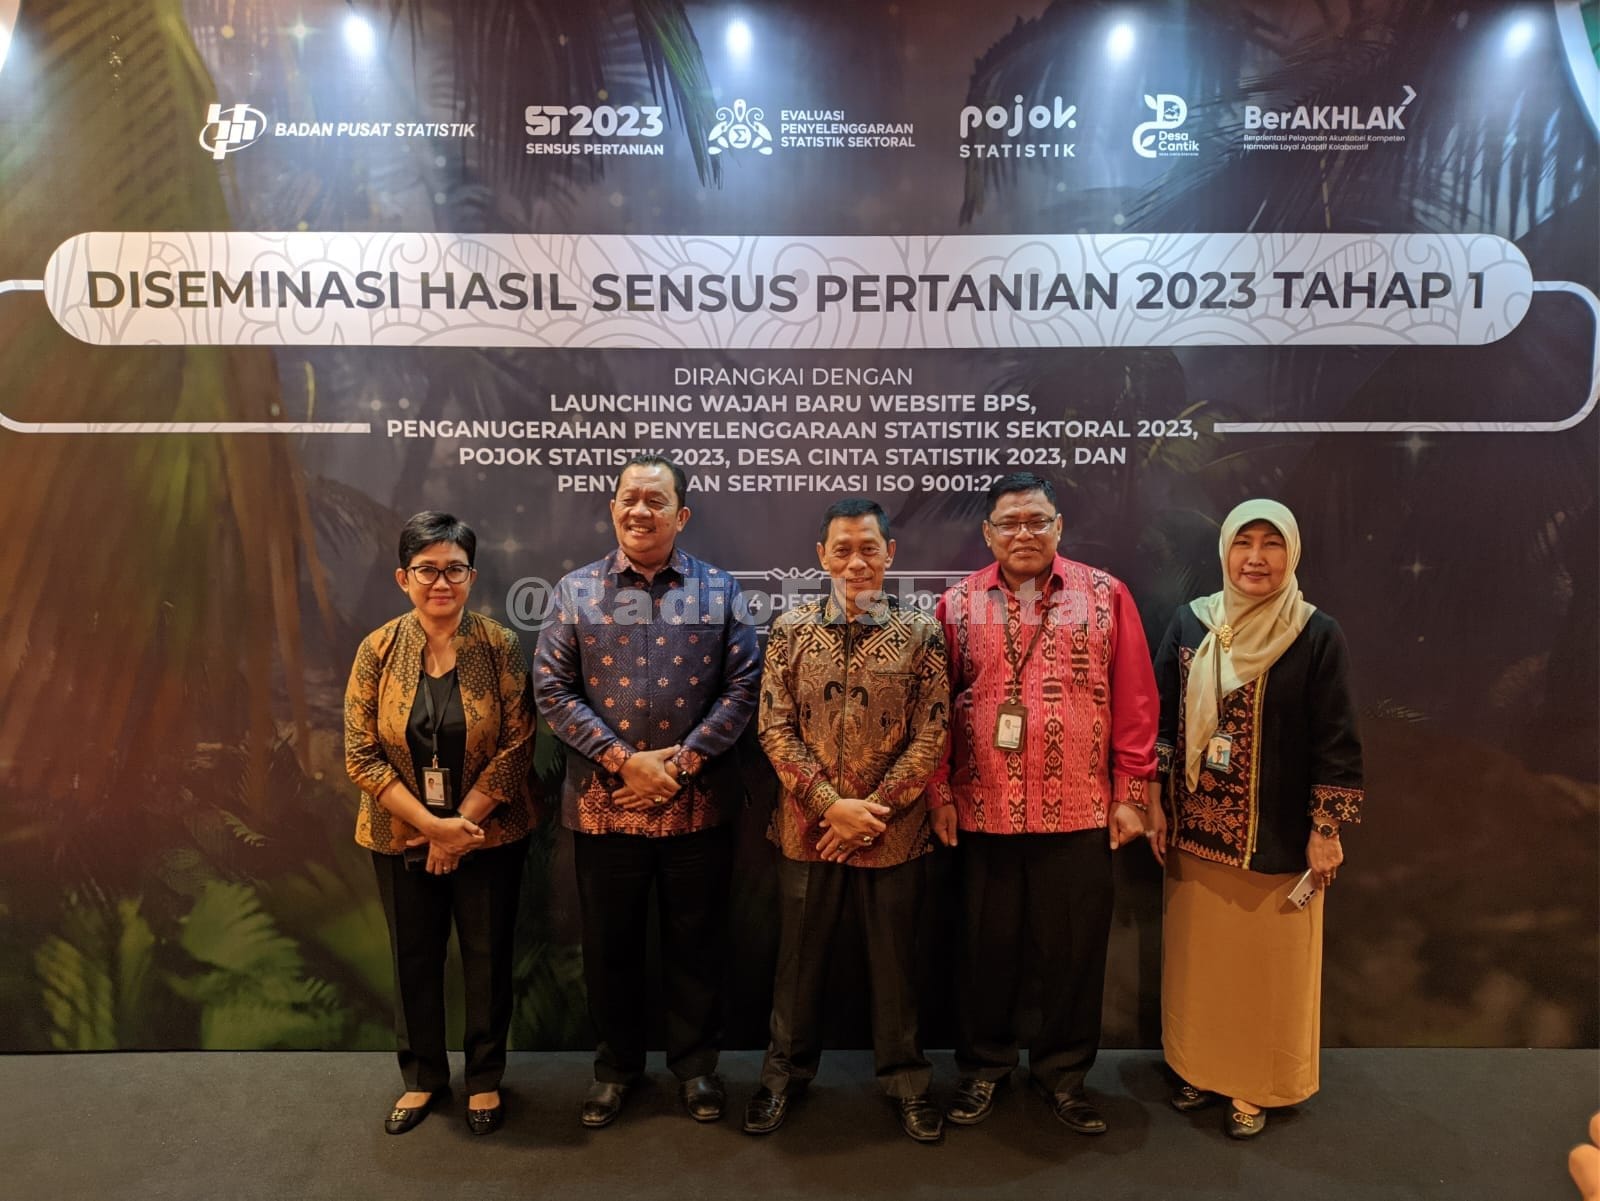 BADAN PUSAT STATISTIK
ST2023
SENSUS PERTANIAN
EVALUASI
PENYELENGGARAAN
STATISTIK SEKTORAL
pojok
STATISTIK
Desa
Cantik
BerAKHLAK
Berorientasi Pelayanan Akuntabel Kompeten
Harmonis Loyal Adaptif Kolaboratif
DISEMINASI HASIL SENSUS PERTANIAN 2023 TAHAP 1
DIRANGKAI DENGAN
LAUNCHING WAJAH BARU WEBSITE BPS,
PENGANUGERAHAN PENYELENGGARAAN STATISTIK SEKTORAL 2023,
POJOK STATISTIK 2023, DESA CINTA STATISTIK 2023, DAN
SERTIFIKASI ISO 9001: